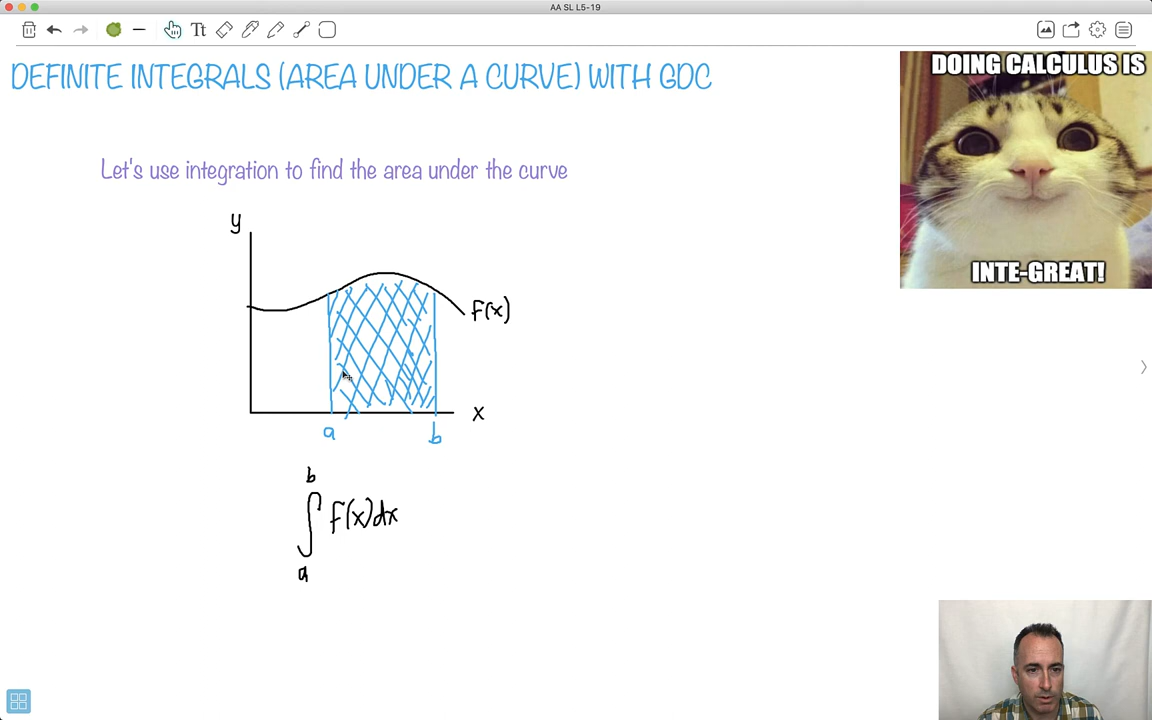 AA SL L5-19
Tt
DEFINITE INTEGRALS (AREA UNDER A CURVE) WITH GDC
DOING CALCULUS IS
INTE-GREAT!
Let's use integration to find the area under the curve
y
F(x)
x
a b
b
∫ F(x)dx
a